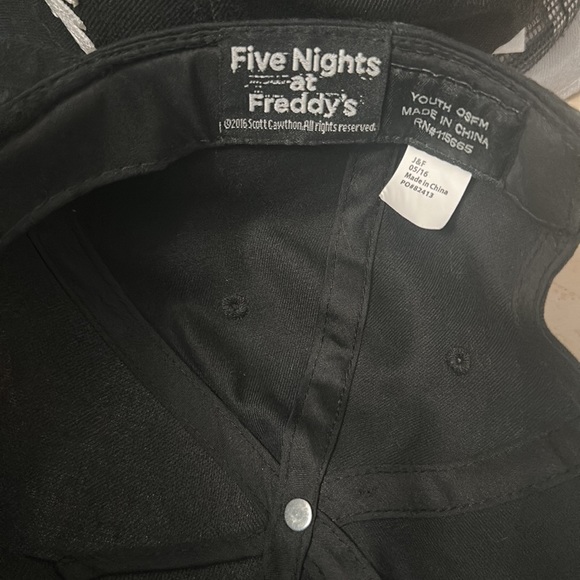 Five Nights
at
Freddy's
©2016 Scott Cawthon. All rights reserved.
YOUTH OSFM
MADE IN CHINA
RN#115665
J&F
05/16
Made in China
PO#82413